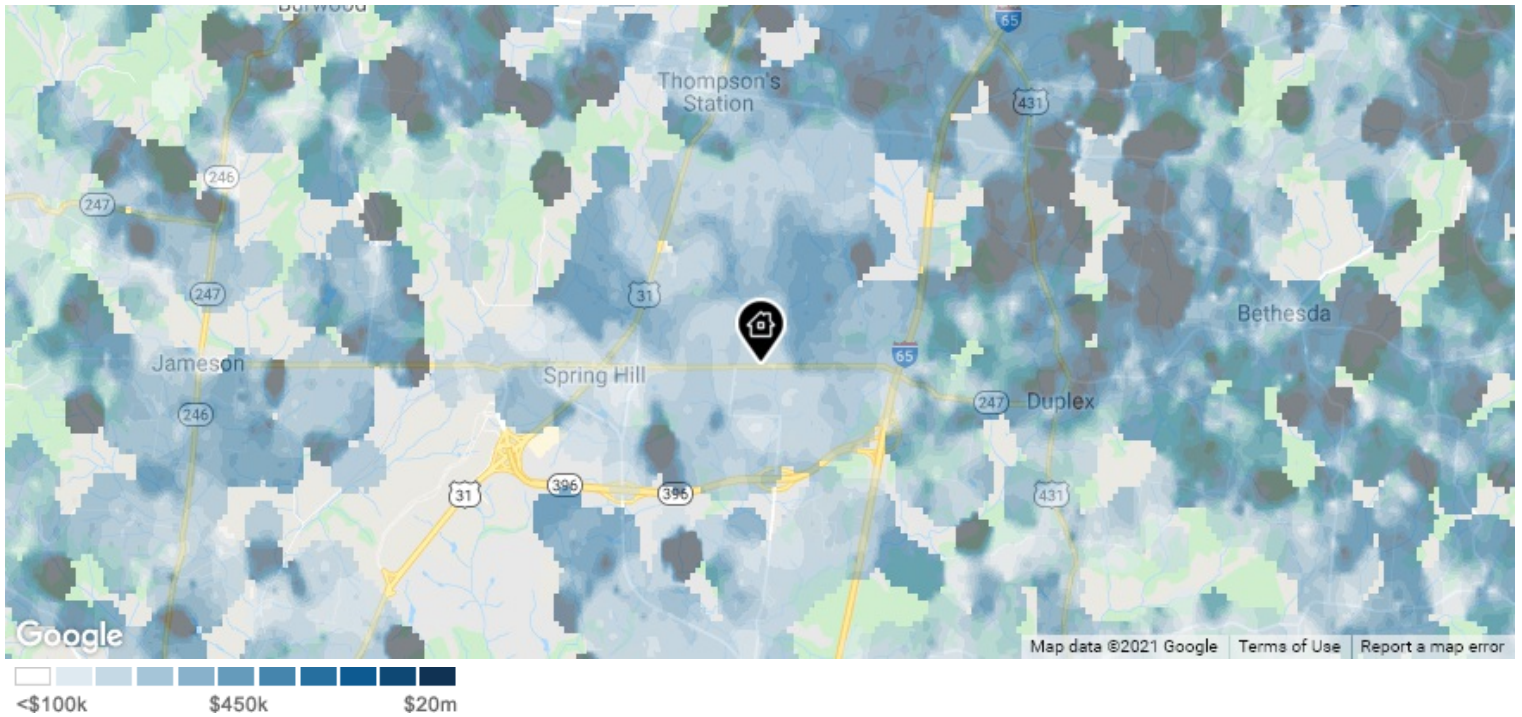 Burwood
65
Thompson's
Station
431
246
247
247
31
Bethesda
65
Jameson
Spring Hill
247
Duplex
246
396
31
396
431
Google
Map data ©2021 Google
Terms of Use
Report a map error
<$100k
$450k
$20m